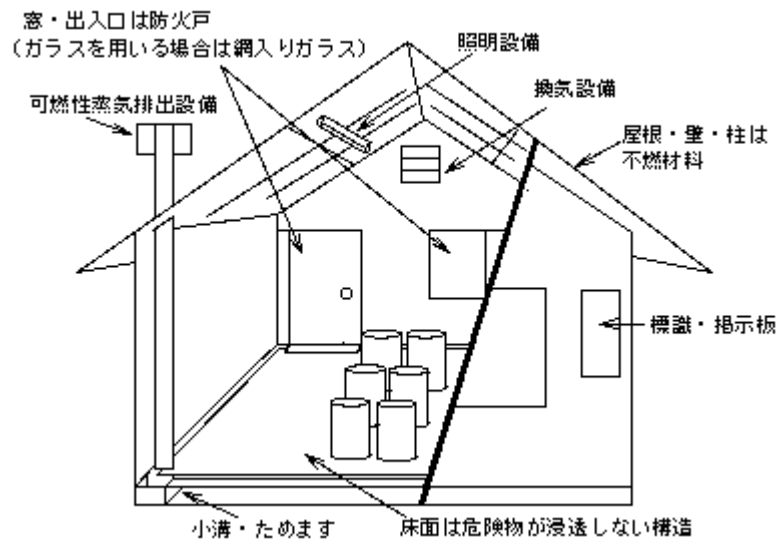 窓・出入口は防火戸
（ガラスを用いる場合は網入りガラス）
照明設備
換気設備
可燃性蒸気排出設備
屋根・壁・柱は
不燃材料
標識・掲示板
小溝・ためます
床面は危険物が浸透しない構造